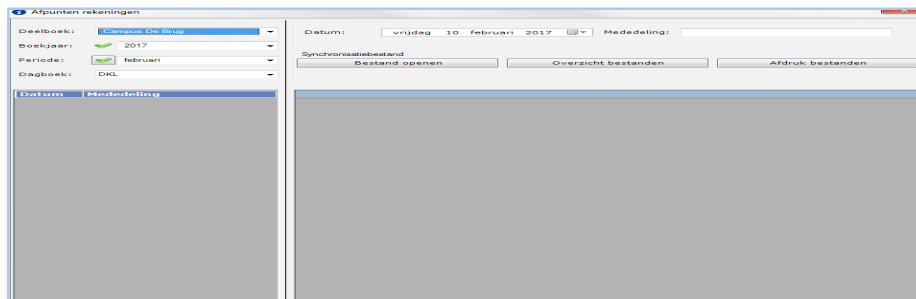 Afpunten rekeningen
Deelboek: Campus De Brug
Boekjaar: 2017
Periode: februari
Dagboek: DKL
Datum Mededeling
Datum: vrijdag 10 februari 2017 Mededeling:
Synchronisatiebestand
Bestand openen Overzicht bestanden Afdruk bestanden